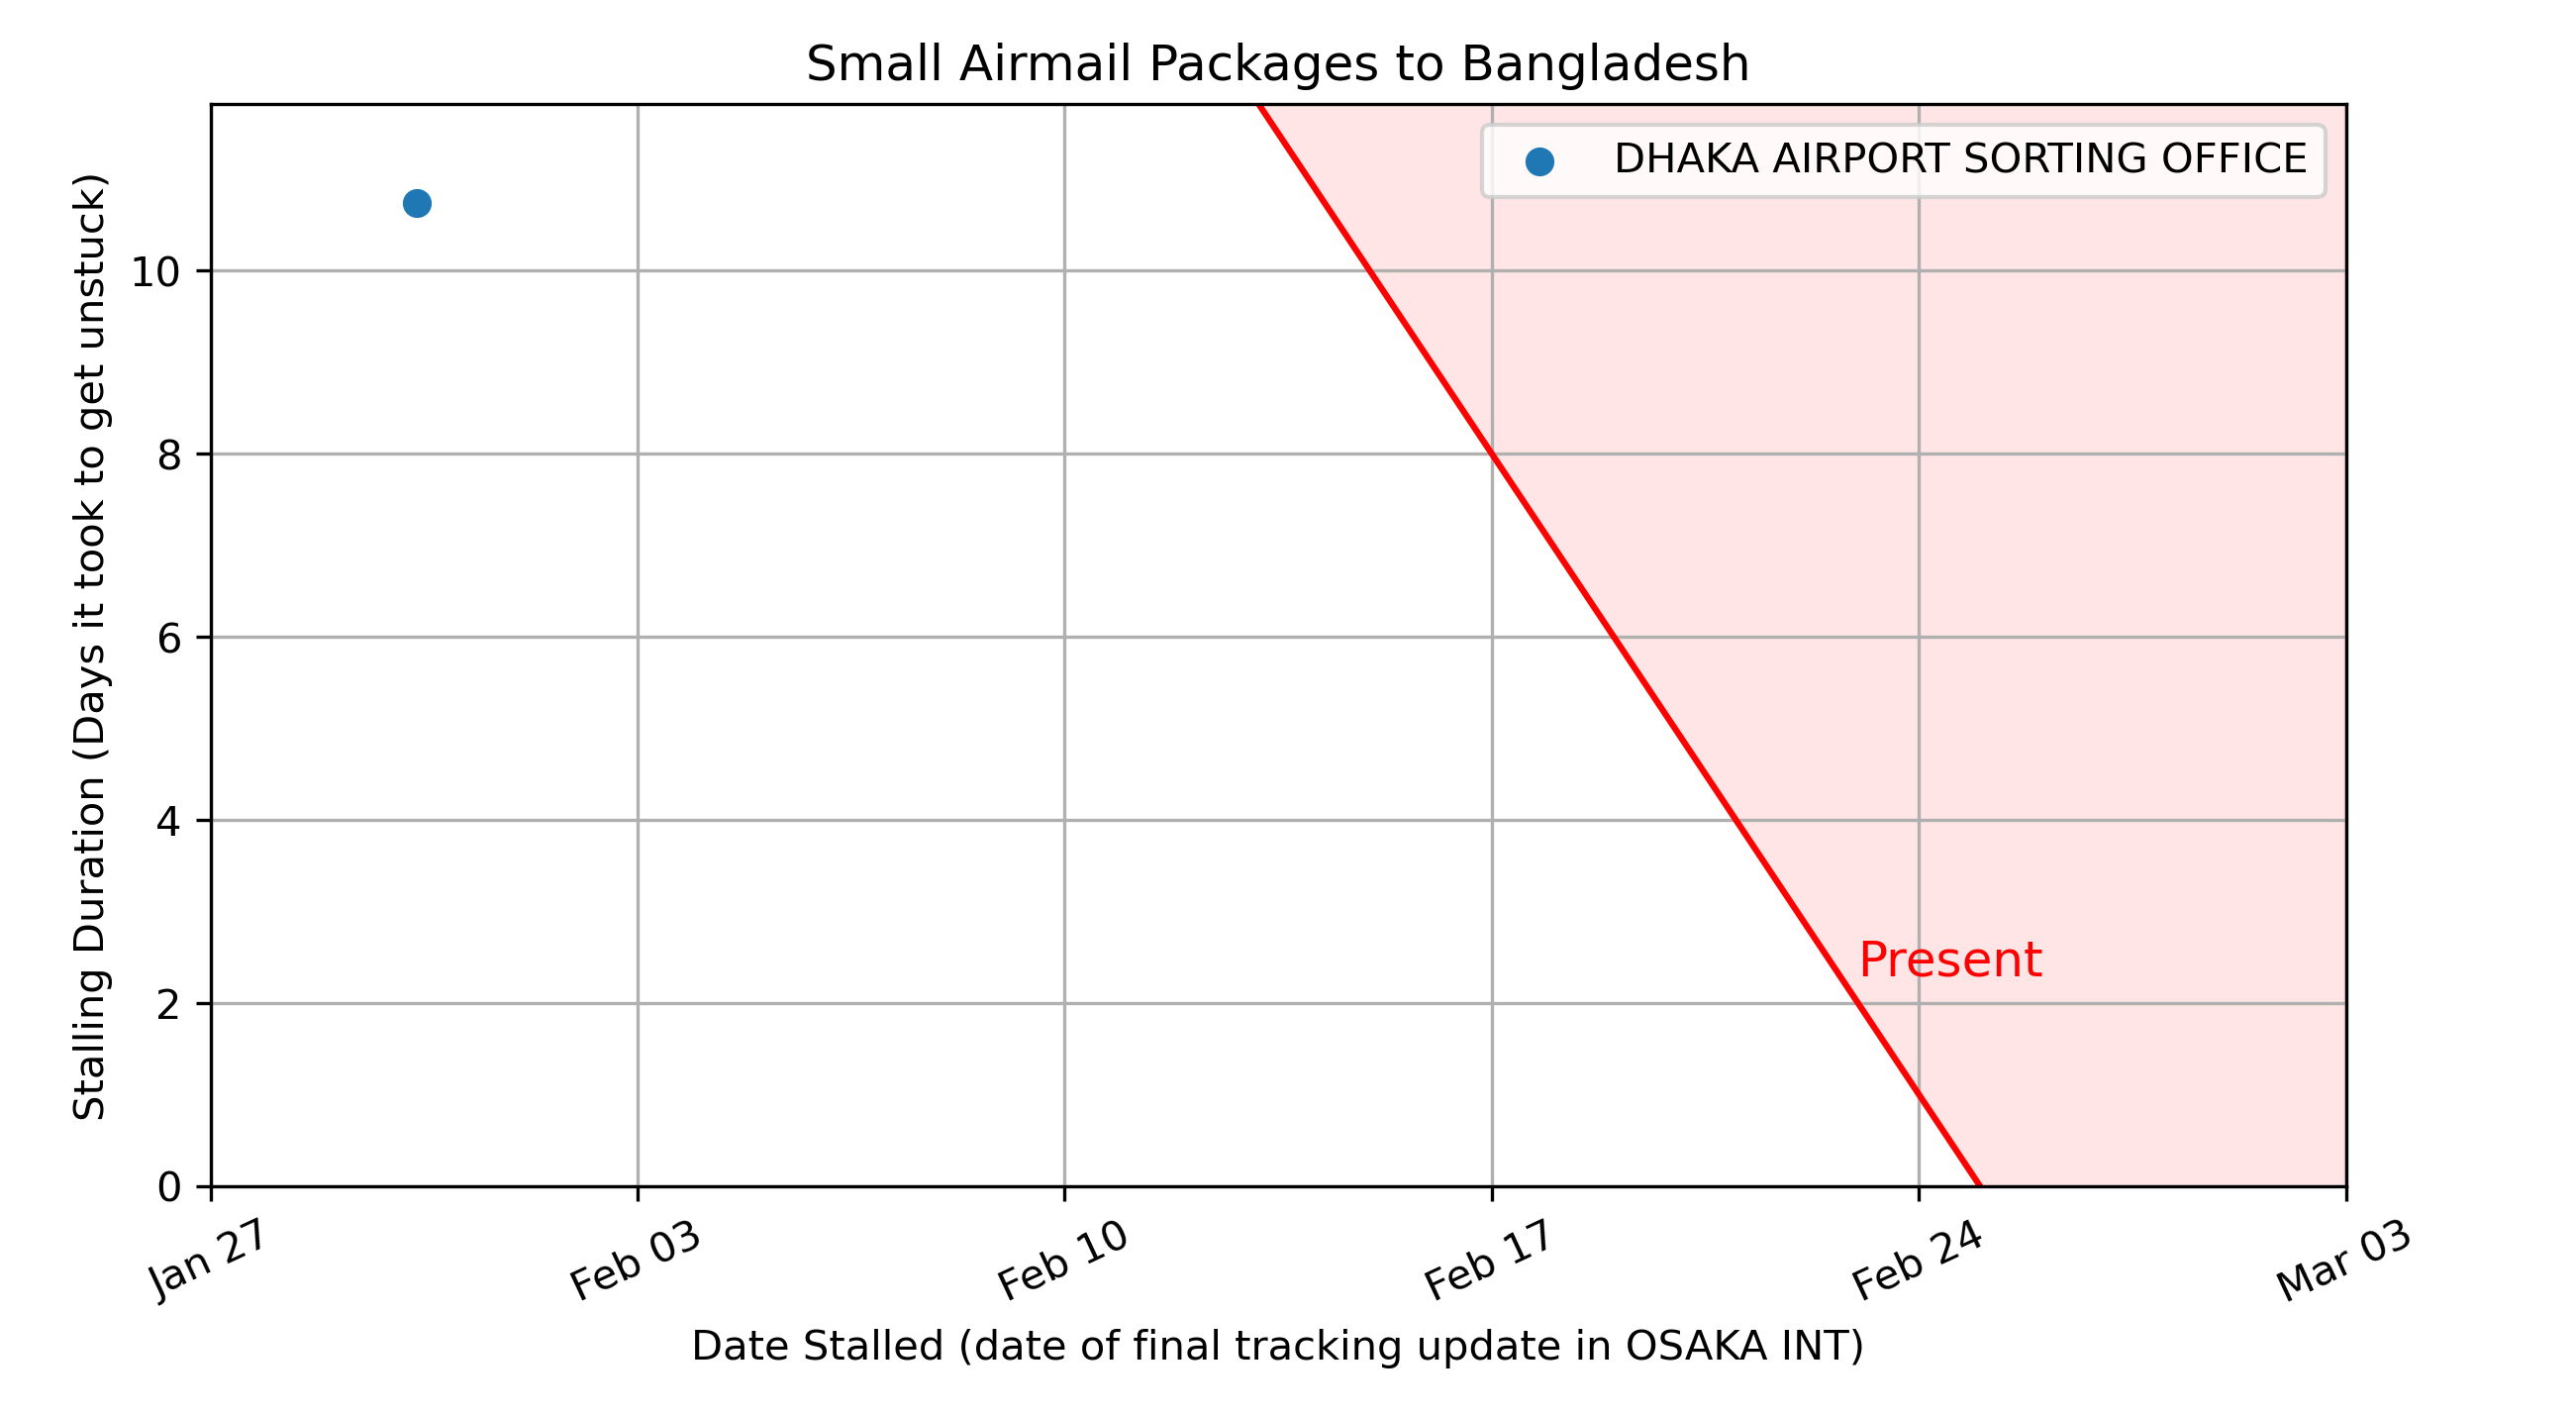 Small Airmail Packages to Bangladesh
DHAKA AIRPORT SORTING OFFICE
Stalling Duration (Days it took to get unstuck)
10
8
6
4
2
0
Present
Jan 27
Feb 03
Feb 10
Feb 17
Feb 24
Mar 03
Date Stalled (date of final tracking update in OSAKA INT)